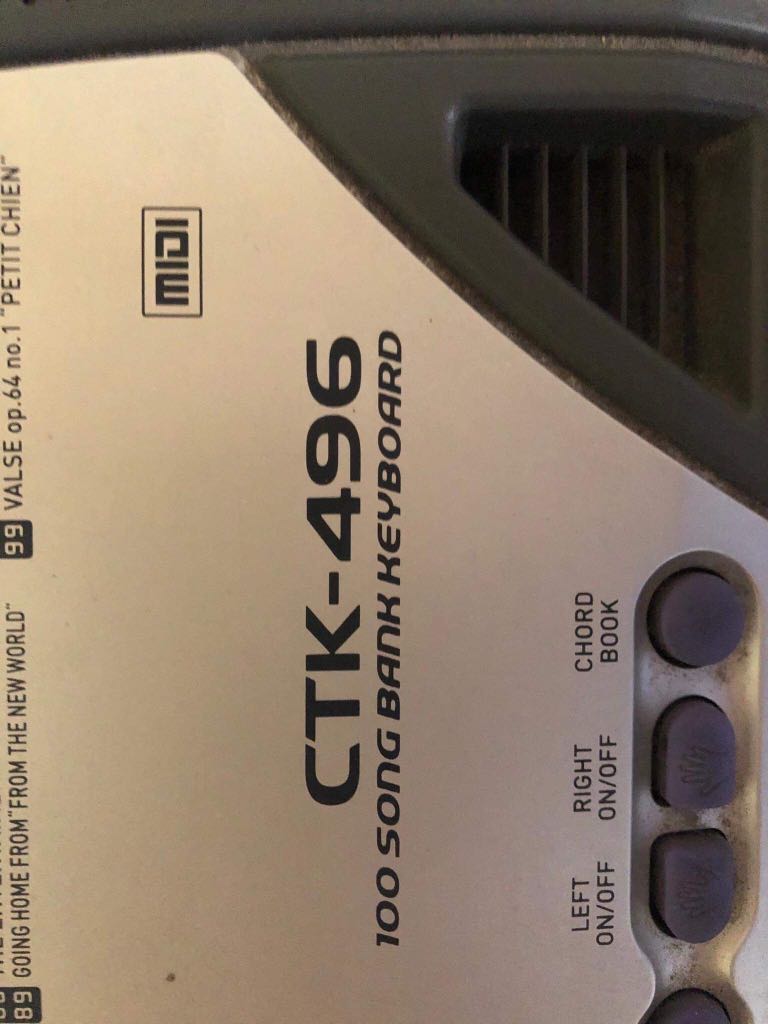 99 VALSE op.64 no.1 "PETIT CHIEN"
89 GOING HOME FROM"FROM THE NEW WORLD"
MIDI
CTK-496
100 SONG BANK KEYBOARD
LEFT
ON/OFF
RIGHT
ON/OFF
CHORD
BOOK